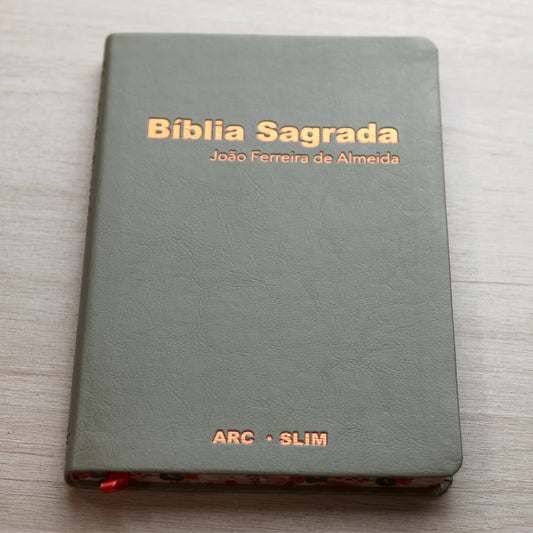 Bíblia Sagrada
João Ferreira de Almeida
ARC • SLIM